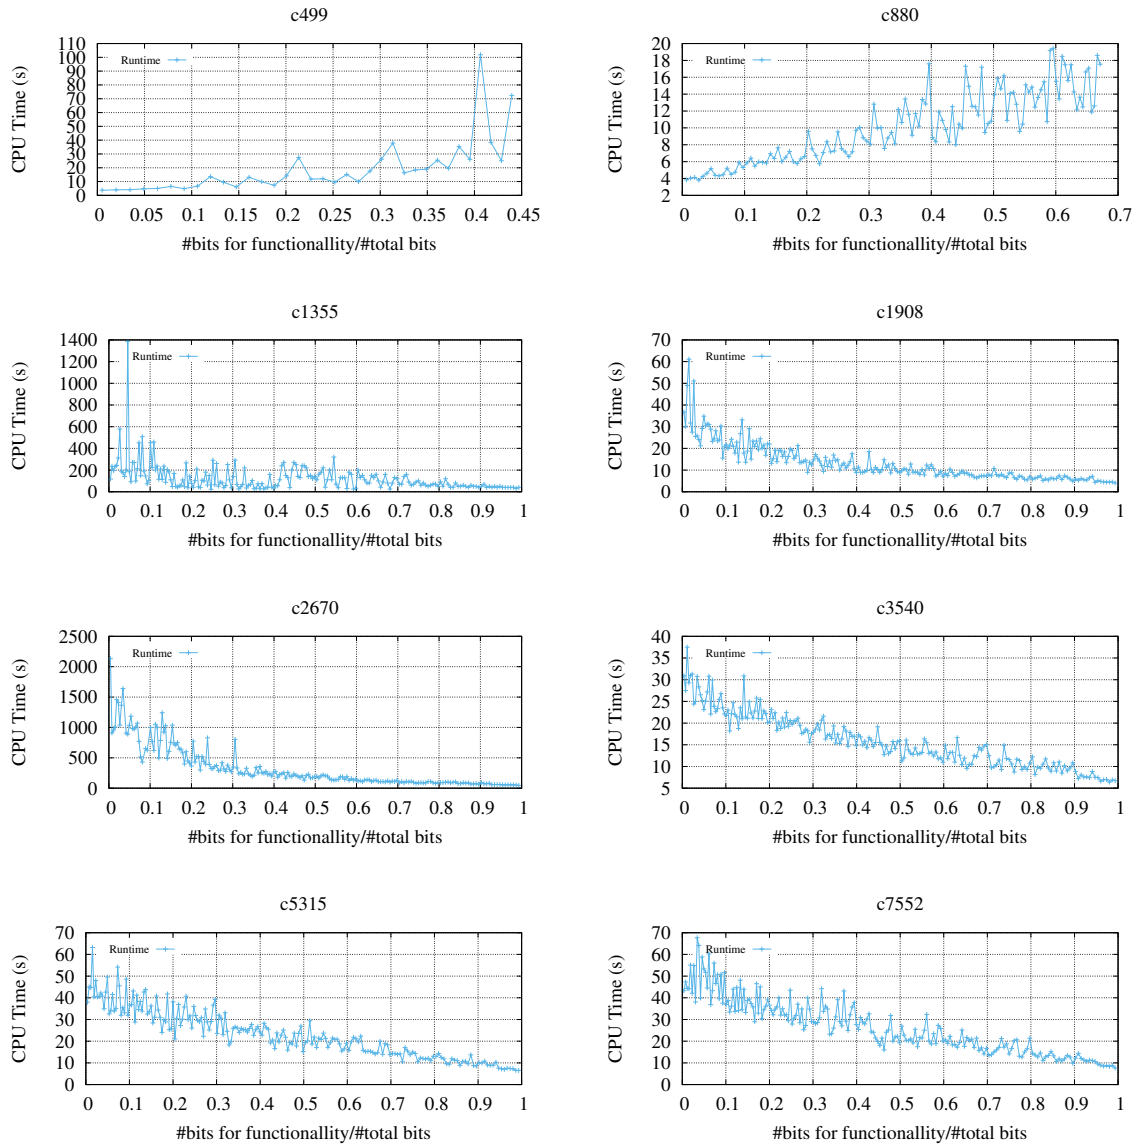 c499
110
100
90
80
70
60
50
40
30
20
10
0
CPU Time (s)
Runtime
0 0.05 0.1 0.15 0.2 0.25 0.3 0.35 0.4 0.45
#bits for functionallity/#total bits
c880
20
18
16
14
12
10
8
6
4
2
CPU Time (s)
Runtime
0 0.1 0.2 0.3 0.4 0.5 0.6 0.7
#bits for functionallity/#total bits
c1355
1400
1200
1000
800
600
400
200
0
CPU Time (s)
Runtime
0 0.1 0.2 0.3 0.4 0.5 0.6 0.7 0.8 0.9 1
#bits for functionallity/#total bits
c1908
70
60
50
40
30
20
10
0
CPU Time (s)
Runtime
0 0.1 0.2 0.3 0.4 0.5 0.6 0.7 0.8 0.9 1
#bits for functionallity/#total bits
c2670
2500
2000
1500
1000
500
0
CPU Time (s)
Runtime
0 0.1 0.2 0.3 0.4 0.5 0.6 0.7 0.8 0.9 1
#bits for functionallity/#total bits
c3540
40
35
30
25
20
15
10
5
CPU Time (s)
Runtime
0 0.1 0.2 0.3 0.4 0.5 0.6 0.7 0.8 0.9 1
#bits for functionallity/#total bits
c5315
70
60
50
40
30
20
10
0
CPU Time (s)
Runtime
0 0.1 0.2 0.3 0.4 0.5 0.6 0.7 0.8 0.9 1
#bits for functionallity/#total bits
c7552
70
60
50
40
30
20
10
0
CPU Time (s)
Runtime
0 0.1 0.2 0.3 0.4 0.5 0.6 0.7 0.8 0.9 1
#bits for functionallity/#total bits